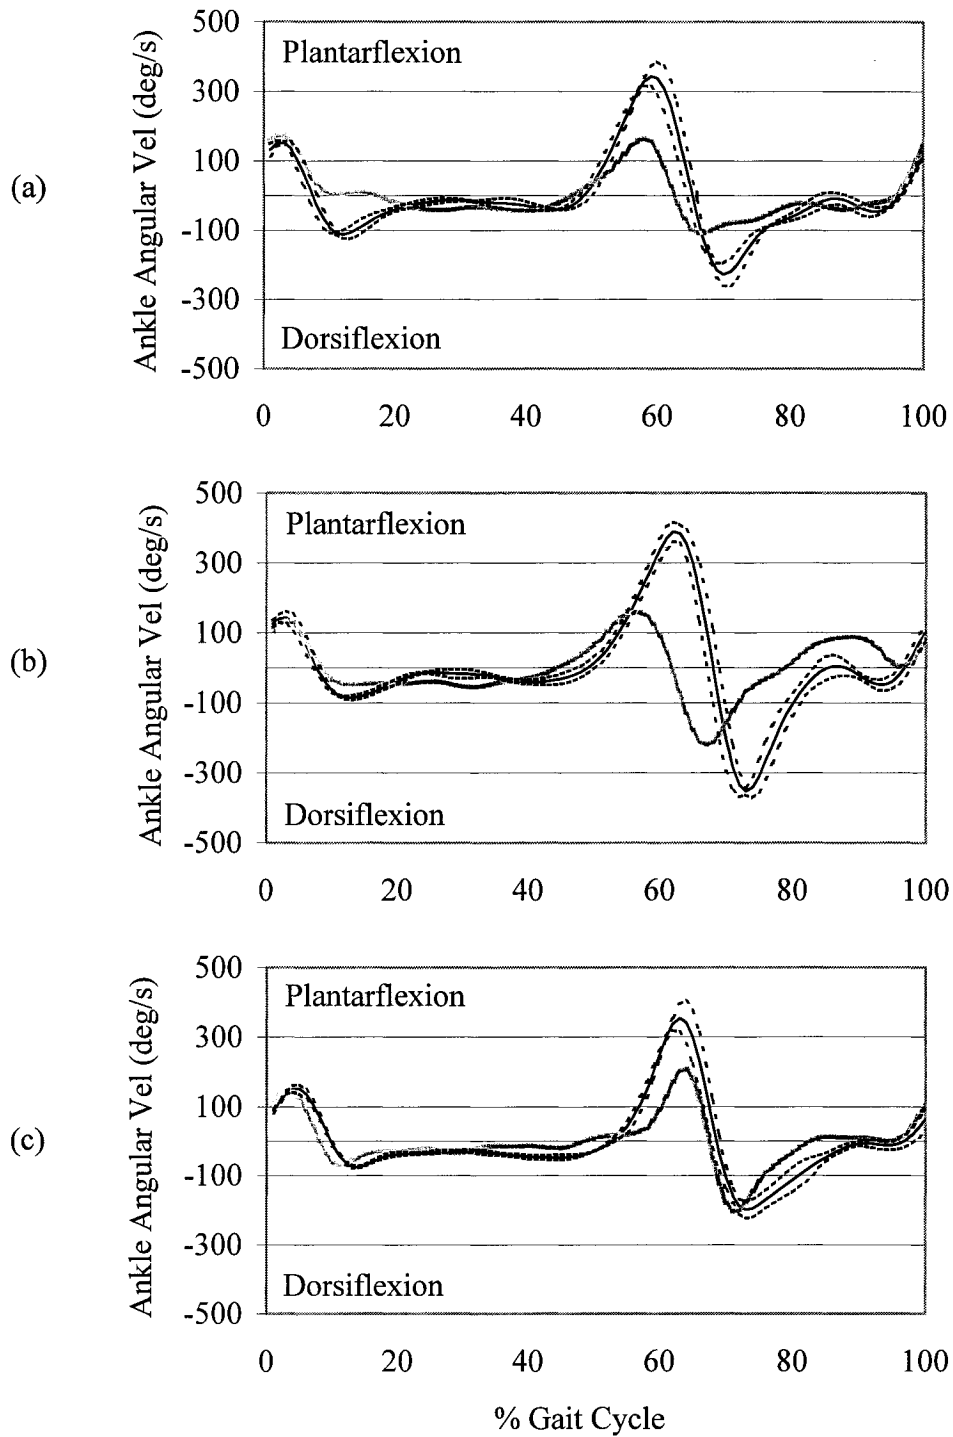 (a)
Ankle Angular Vel (deg/s)
500
300
100
-100
-300
-500
Plantarflexion
Dorsiflexion
0 20 40 60 80 100
(b)
Ankle Angular Vel (deg/s)
500
300
100
-100
-300
-500
Plantarflexion
Dorsiflexion
0 20 40 60 80 100
(c)
Ankle Angular Vel (deg/s)
500
300
100
-100
-300
-500
Plantarflexion
Dorsiflexion
0 20 40 60 80 100
% Gait Cycle